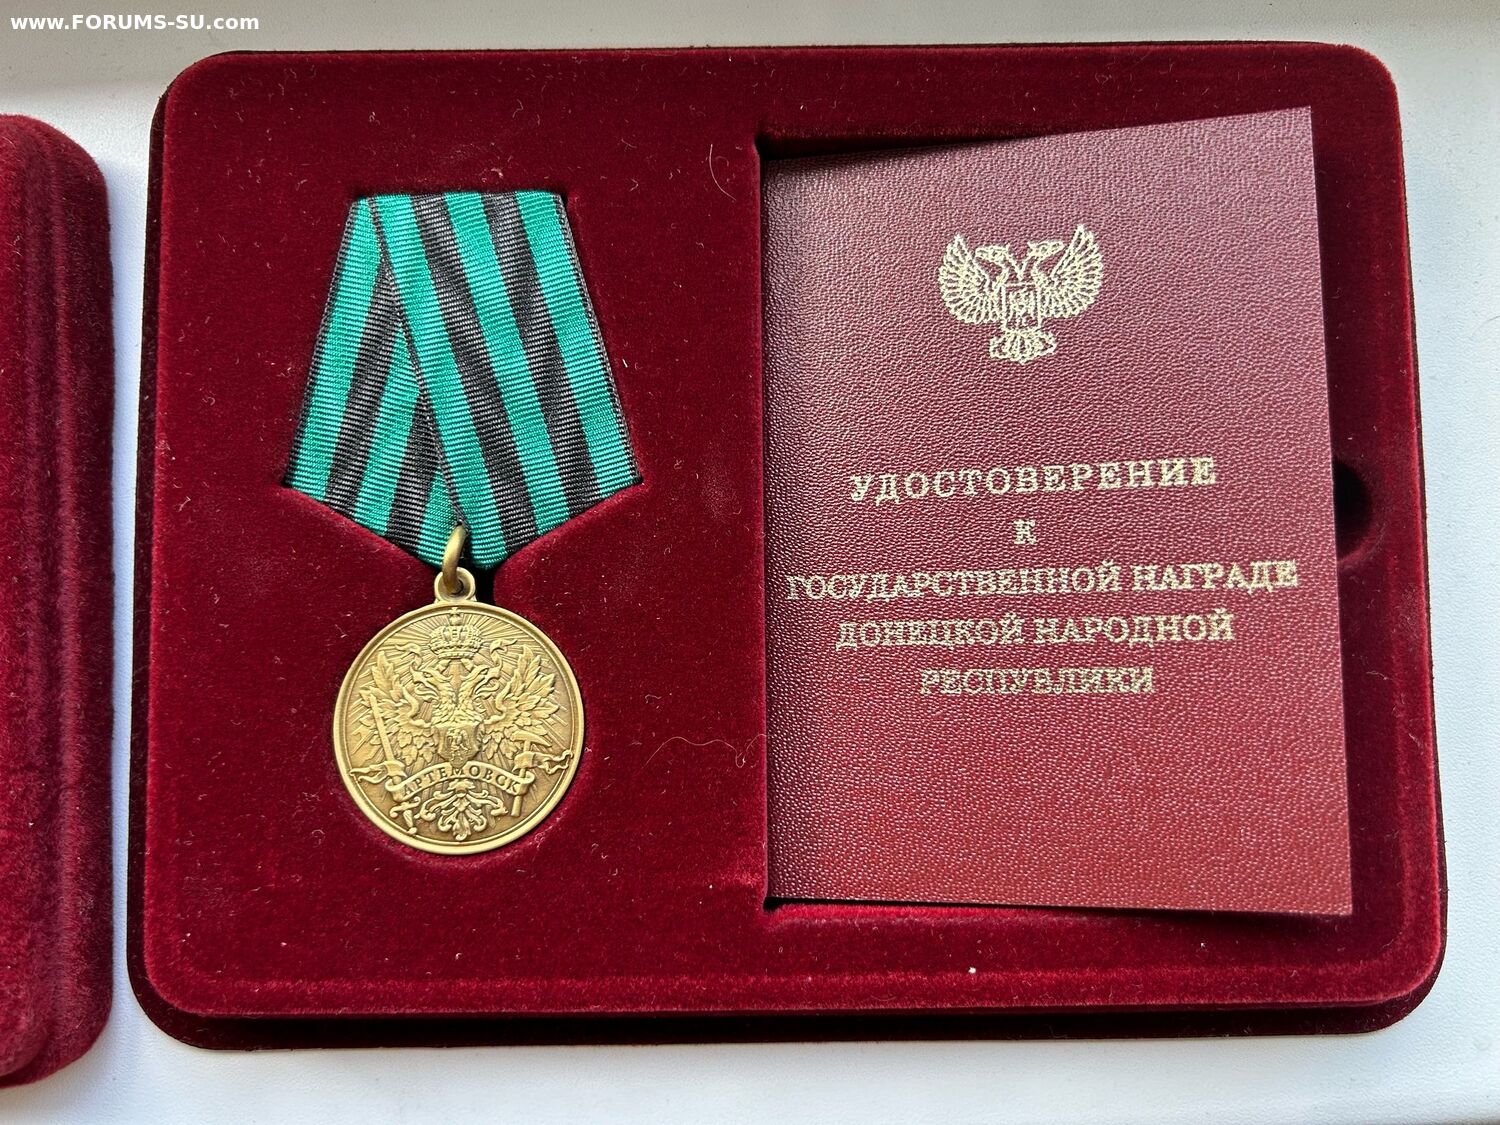 www.FORUMS-SU.com
УДОСТОВЕРЕНИЕ
К
ГОСУДАРСТВЕННОЙ НАГРАДЕ
ДОНЕЦКОЙ НАРОДНОЙ
РЕСПУБЛИКИ
АРТЕМОВСК